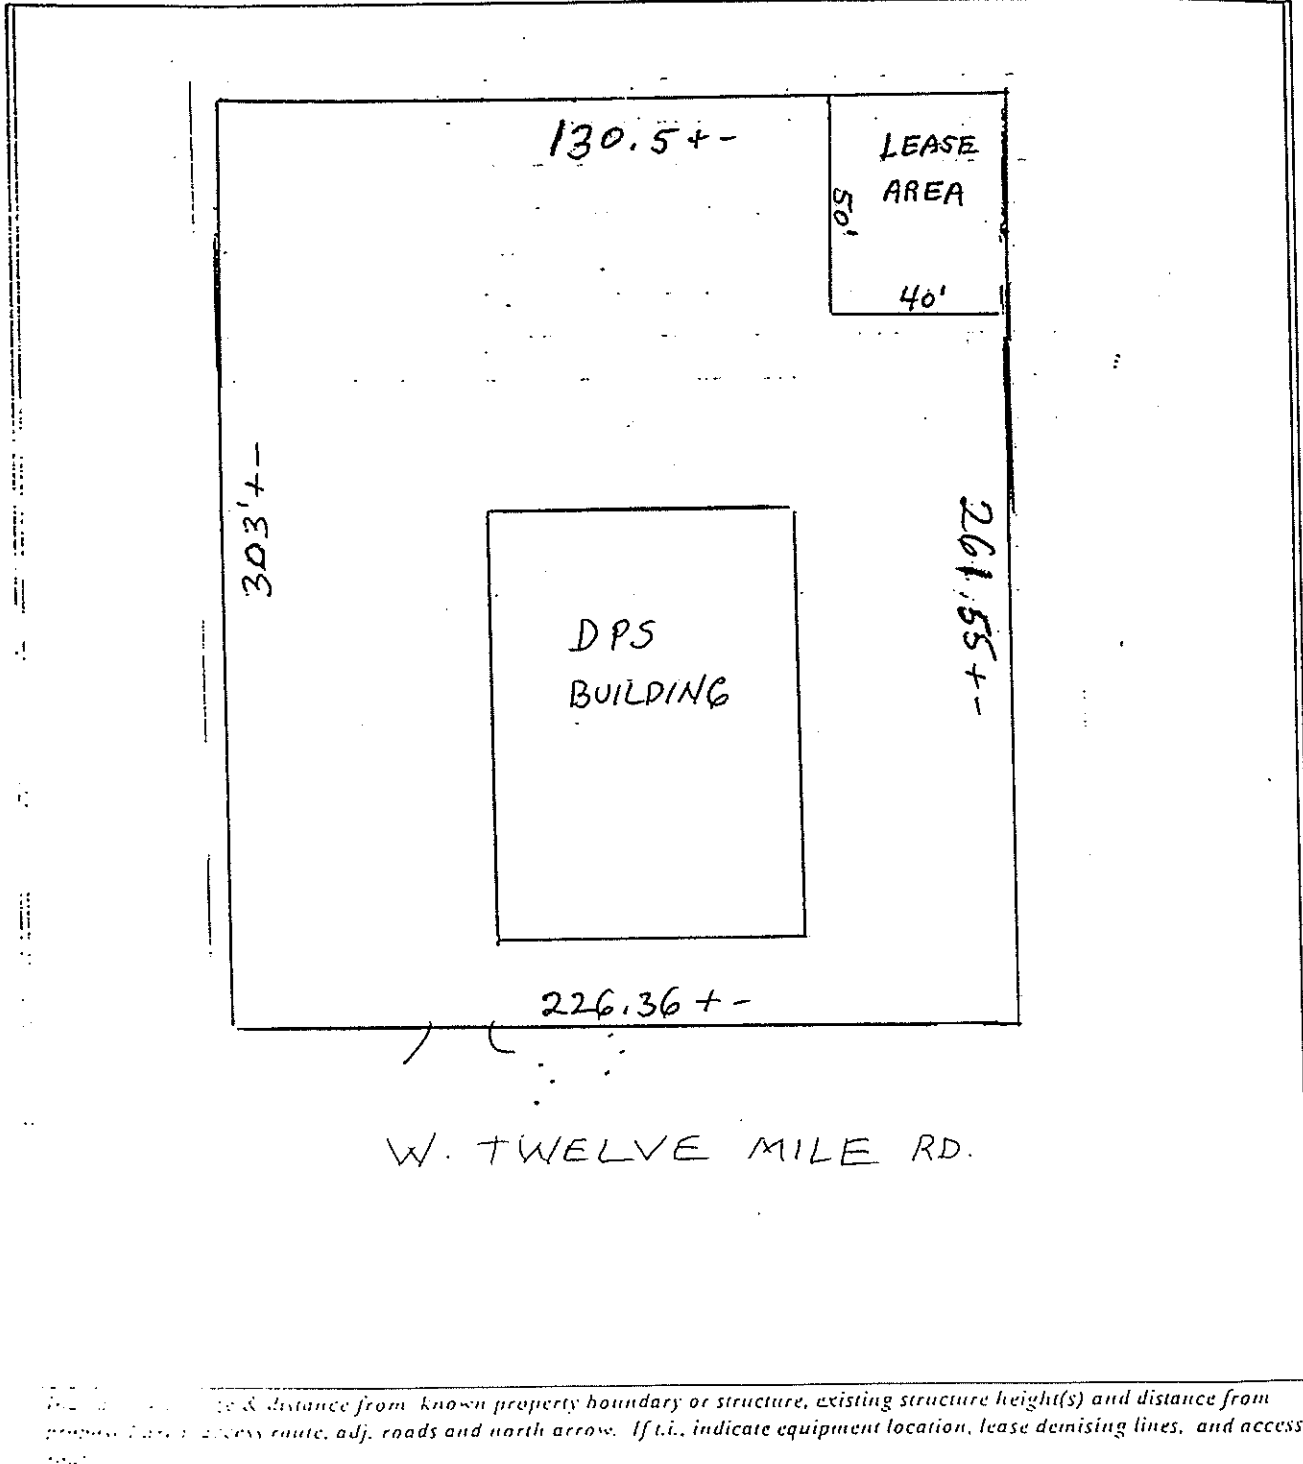 130.5 + -
LEASE
AREA
50'
40'
303' + -
261.55 + -
DPS
BUILDING
226.36 + -
W. TWELVE MILE RD.
& distance from known property boundary or structure, existing structure height(s) and distance from
access route, adj. roads and north arrow. If t.i., indicate equipment location, lease demising lines, and access